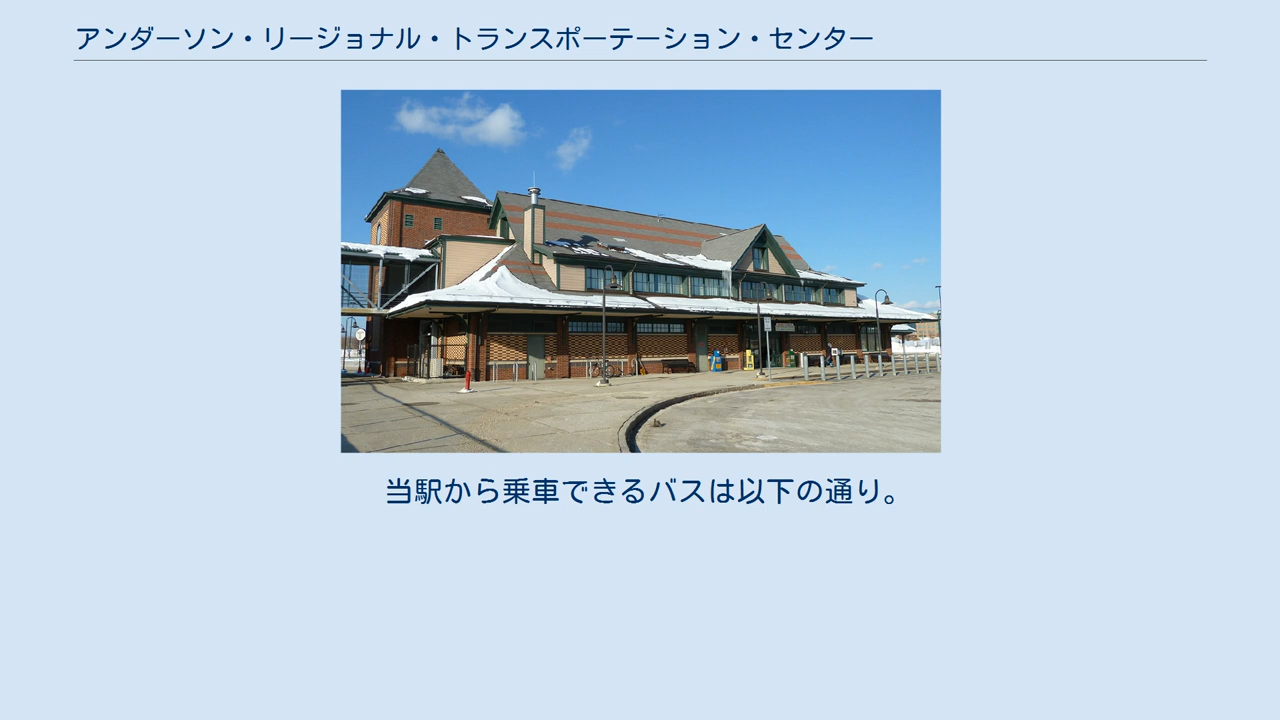 アンダーソン・リージョナル・トランスポーテーション・センター
当駅から乗車できるバスは以下の通り。